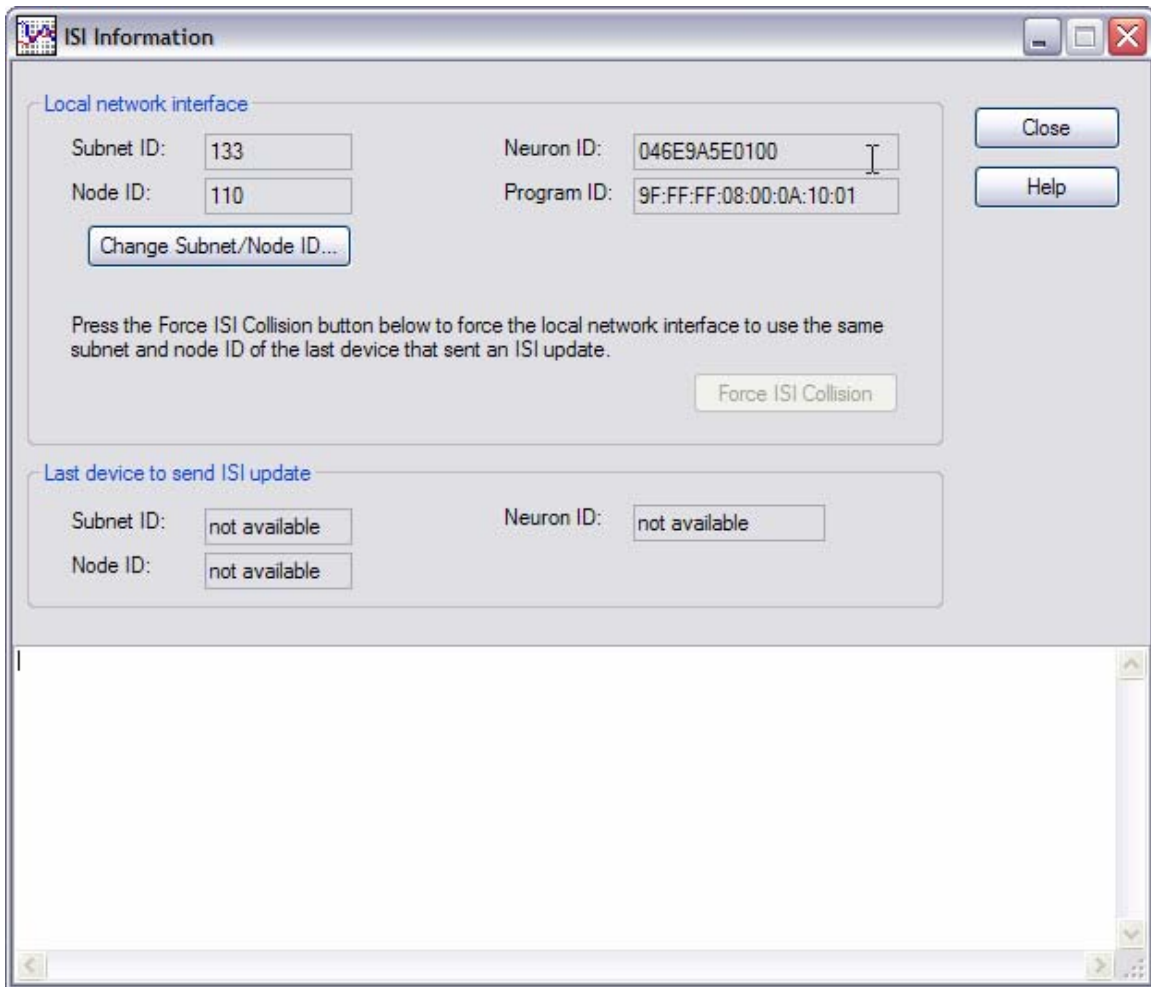 ISI Information
Local network interface
Subnet ID: 133 Neuron ID: 046E9A5E0100 Close
Node ID: 110 Program ID: 9F:FF:FF:08:00:0A:10:01 Help
Change Subnet/Node ID...
Press the Force ISI Collision button below to force the local network interface to use the same
subnet and node ID of the last device that sent an ISI update.
Force ISI Collision
Last device to send ISI update
Subnet ID: not available Neuron ID: not available
Node ID: not available